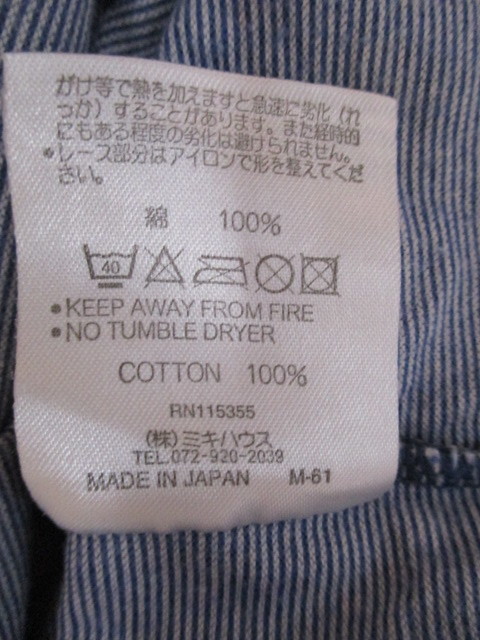 がけ等で熱を加えますと急速に劣化（れ
っか）することがあります。また経時的
にもある程度の劣化は避けられません。
●レース部分はアイロンで形を整えてくだ
さい。
綿 100%
40
●KEEP AWAY FROM FIRE
●NO TUMBLE DRYER
COTTON 100%
RN115355
（株）ミキハウス
TEL.072-920-2039
MADE IN JAPAN M-61